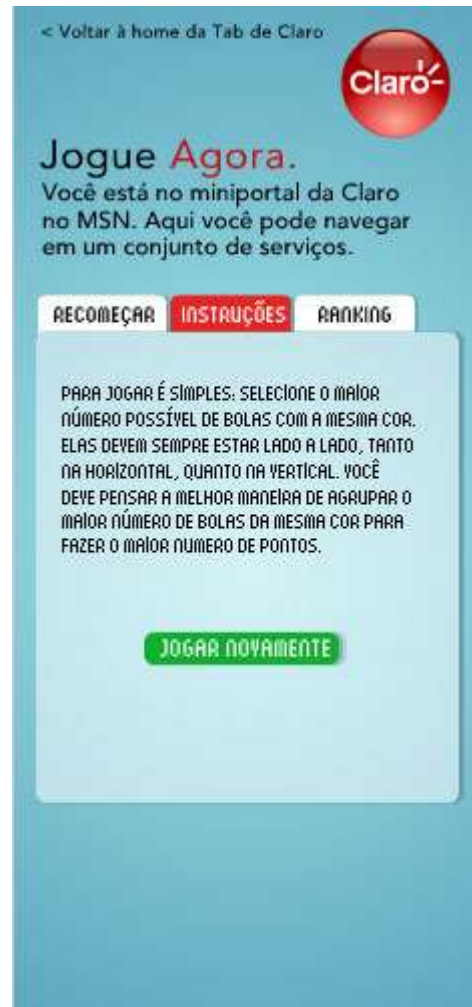 < Voltar à home da Tab de Claro
Claro
Jogue Agora.
Você está no miniportal da Claro
no MSN. Aqui você pode navegar
em um conjunto de serviços.
RECOMEÇAR INSTRUÇÕES RANKING
PARA JOGAR É SIMPLES: SELECIONE O MAIOR
NÚMERO POSSÍVEL DE BOLAS COM A MESMA COR.
ELAS DEVEM SEMPRE ESTAR LADO A LADO, TANTO
NA HORIZONTAL, QUANTO NA VERTICAL. VOCÊ
DEVE PENSAR A MELHOR MANEIRA DE AGRUPAR O
MAIOR NÚMERO DE BOLAS DA MESMA COR PARA
FAZER O MAIOR NUMERO DE PONTOS.
JOGAR NOVAMENTE